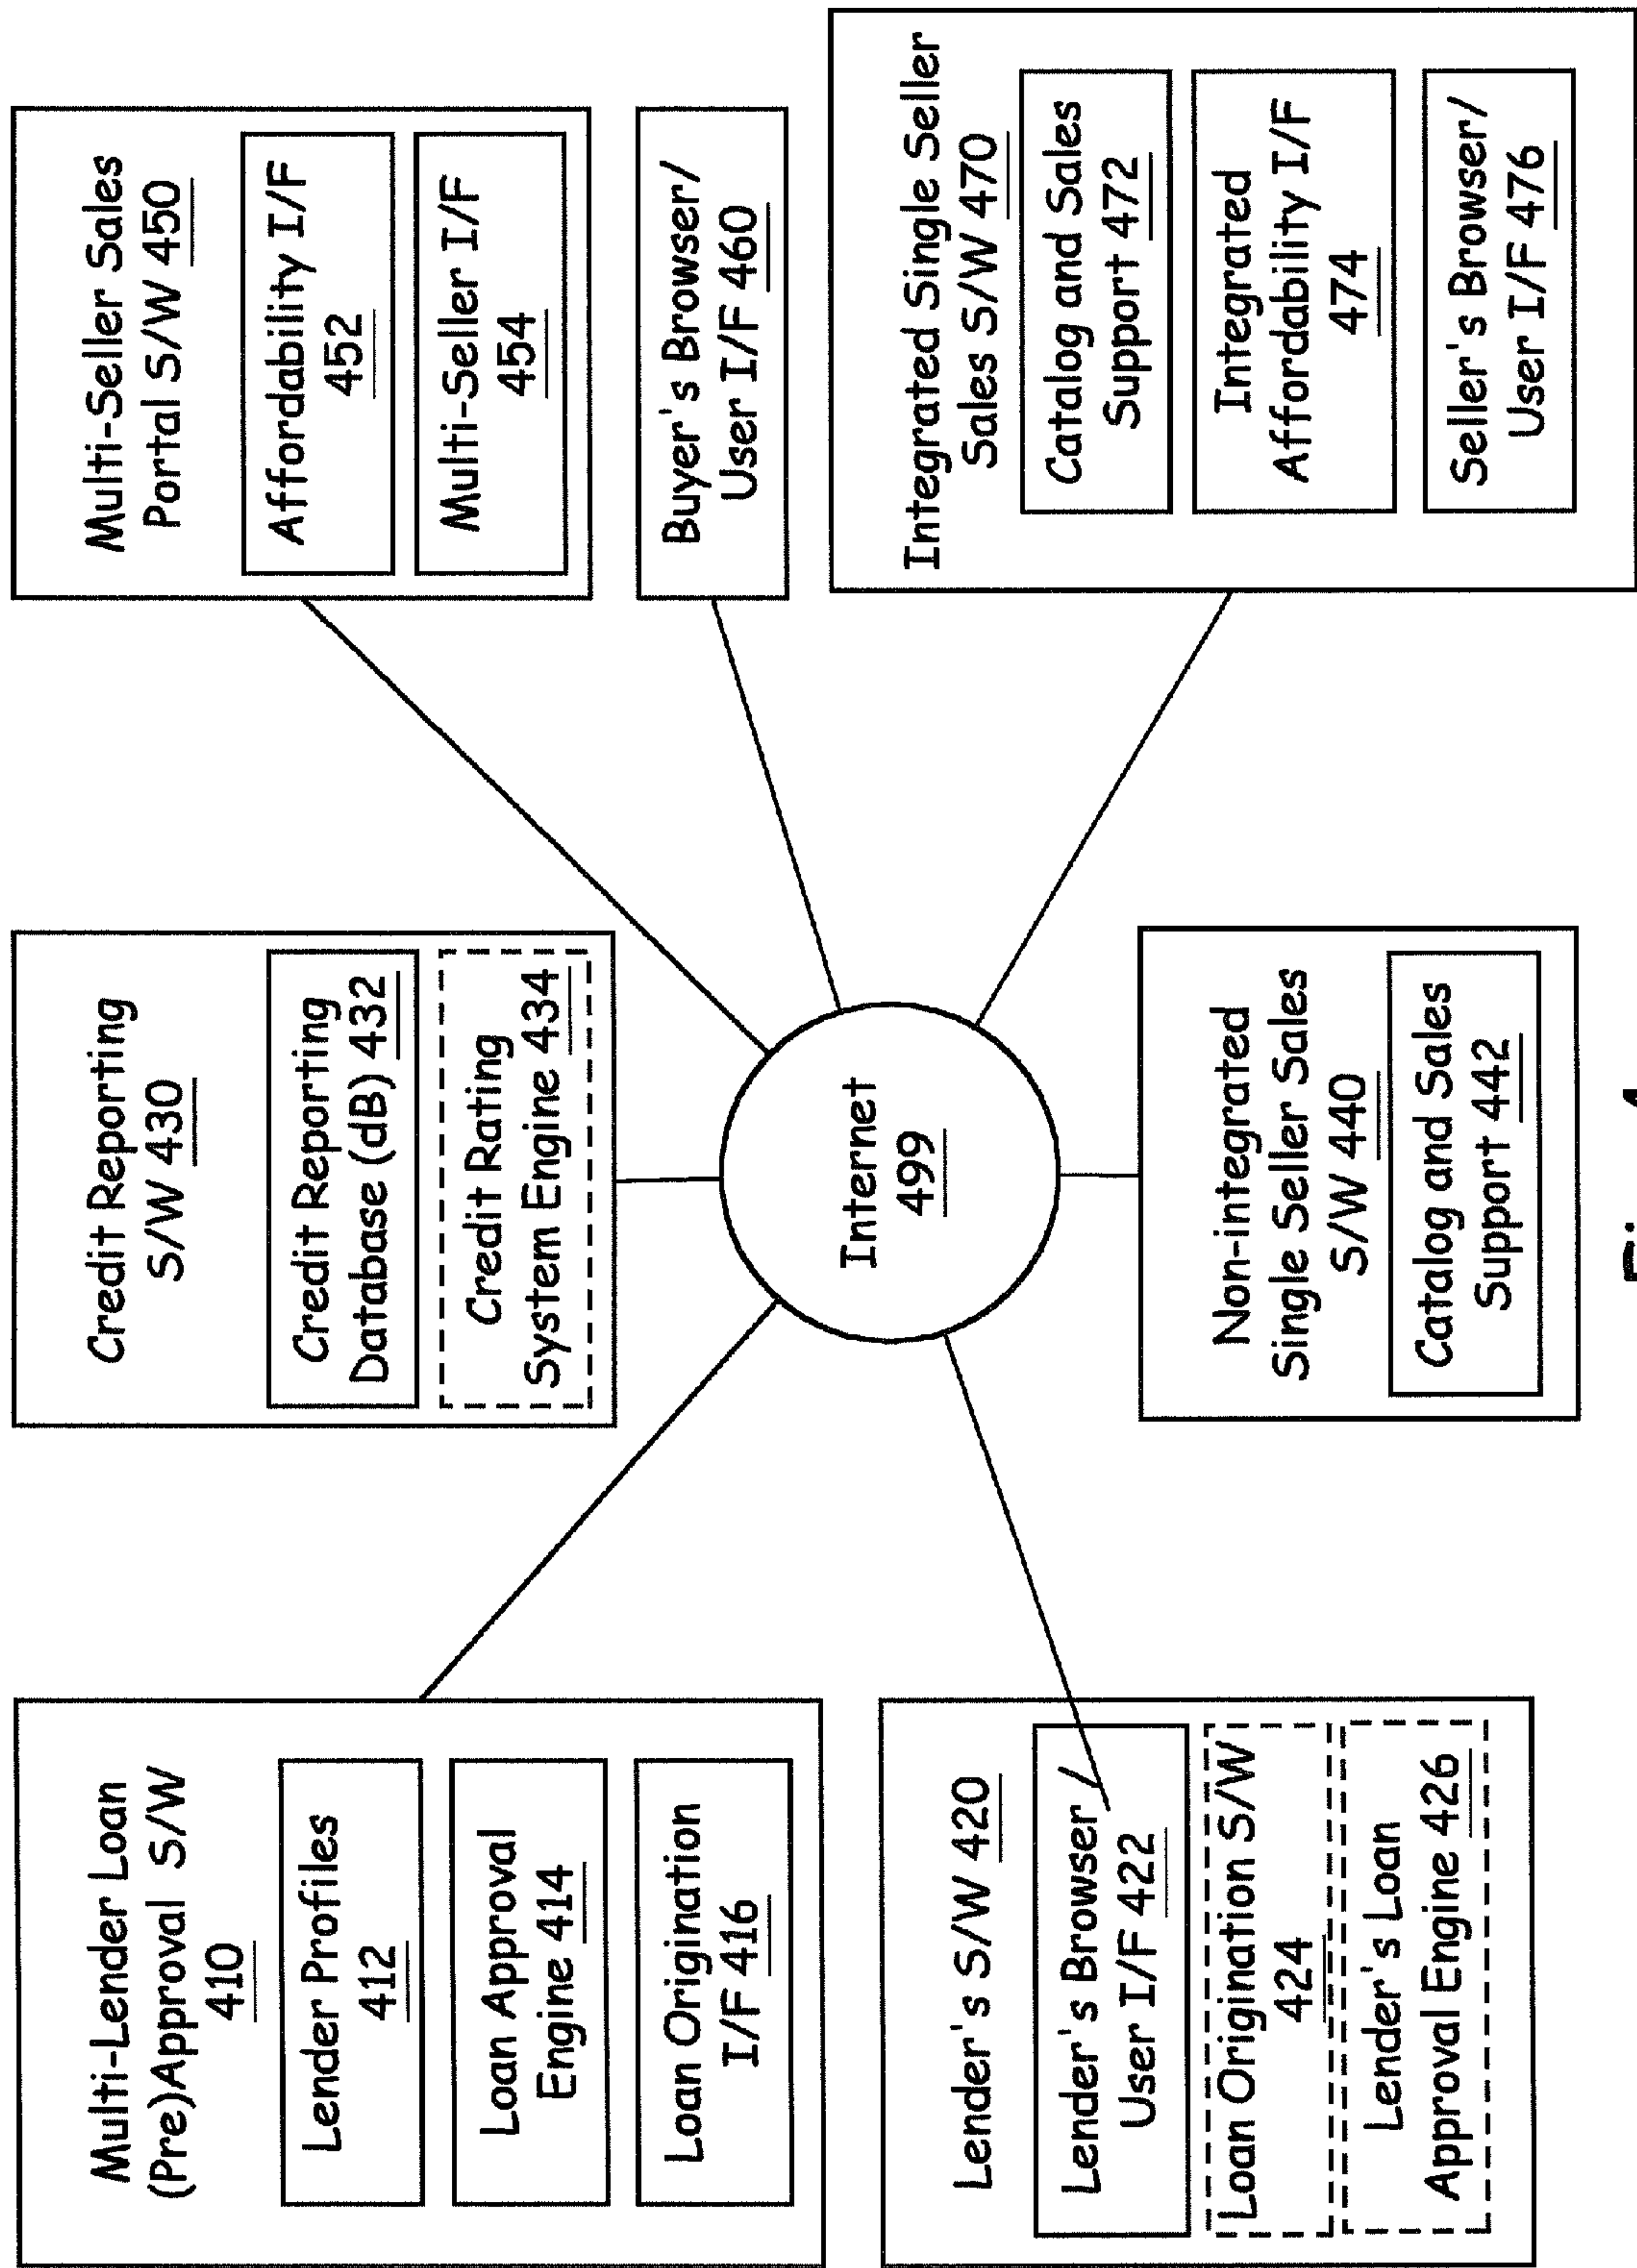 Multi-Lender Loan
(Pre)Approval S/W
410
Lender Profiles
412
Loan Approval
Engine 414
Loan Origination
I/F 416
Lender's S/W 420
Lender's Browser /
User I/F 422
Loan Origination S/W
424
Lender's Loan
Approval Engine 426
Credit Reporting
S/W 430
Credit Reporting
Database (dB) 432
Credit Rating
System Engine 434
Internet
499
Non-integrated
Single Seller Sales
S/W 440
Catalog and Sales
Support 442
Multi-Seller Sales
Portal S/W 450
Affordability I/F
452
Multi-Seller I/F
454
Buyer's Browser/
User I/F 460
Integrated Single Seller
Sales S/W 470
Catalog and Sales
Support 472
Integrated
Affordability I/F
474
Seller's Browser/
User I/F 476